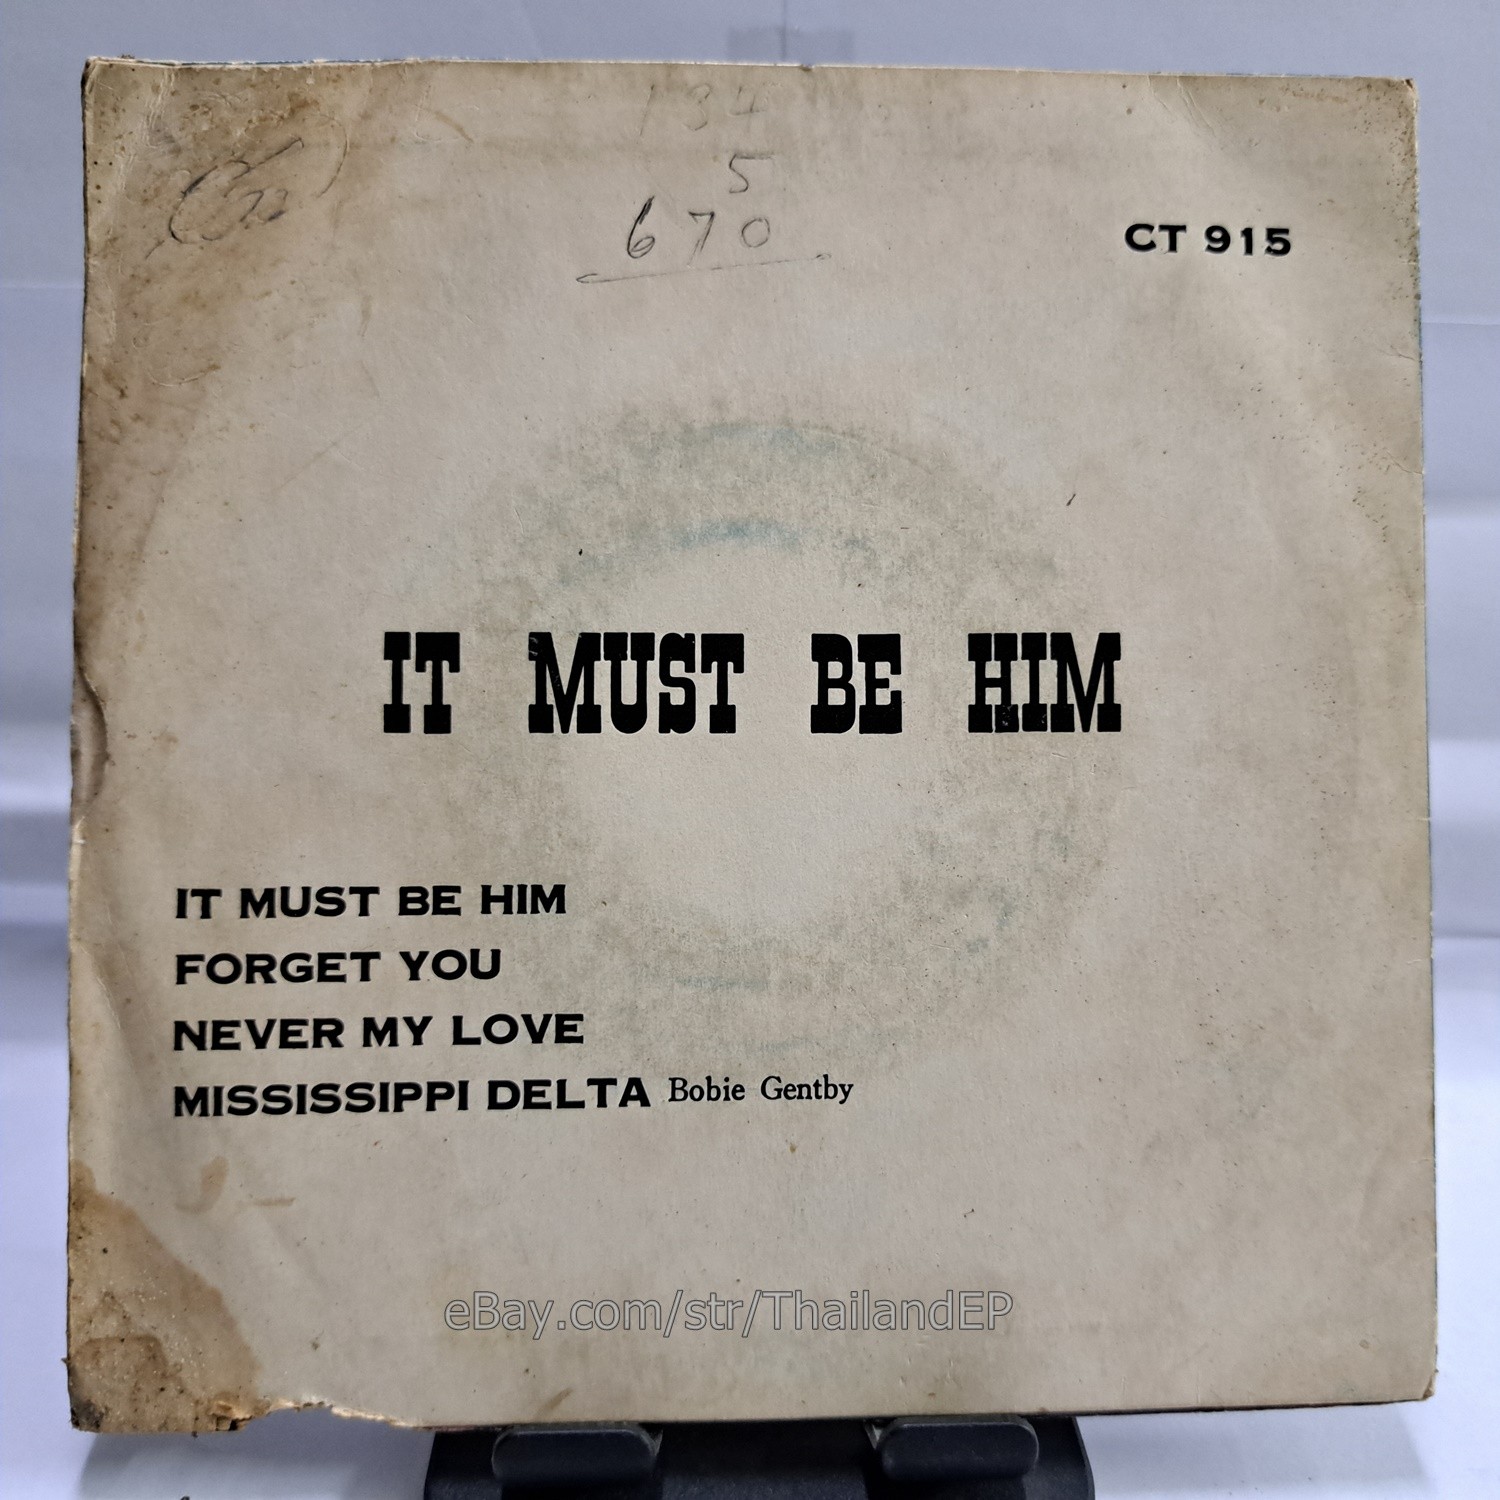 134
5
670
CT 915
IT MUST BE HIM
IT MUST BE HIM
FORGET YOU
NEVER MY LOVE
MISSISSIPPI DELTA Bobie Gentby
eBay.com/str/ThailandEP